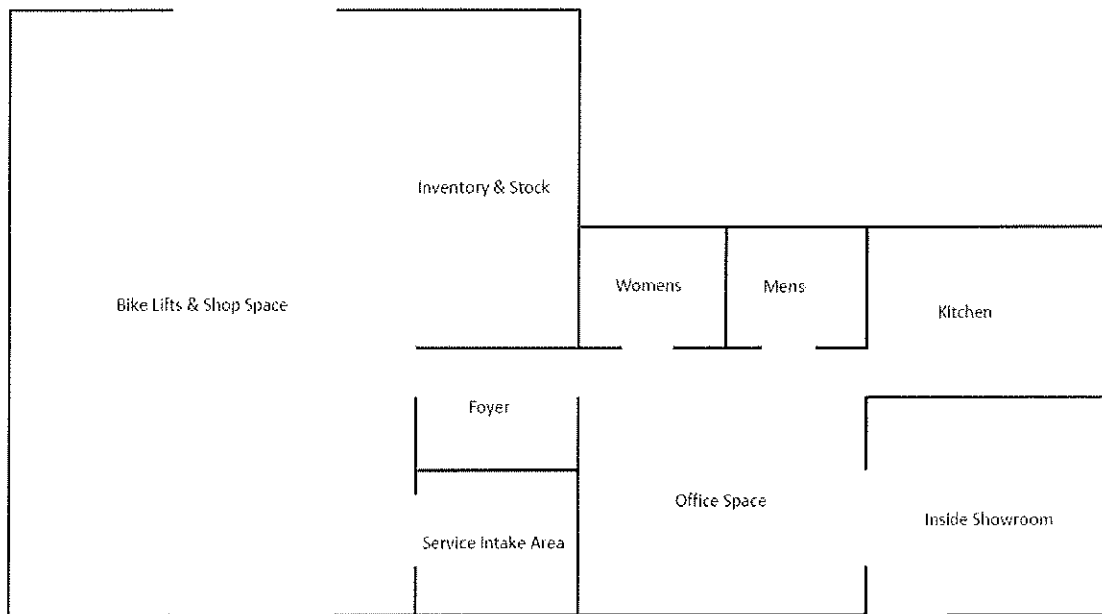 Inventory & Stock
Womens
Mens
Bike Lifts & Shop Space
Kitchen
Foyer
Office Space
Inside Showroom
Service Intake Area